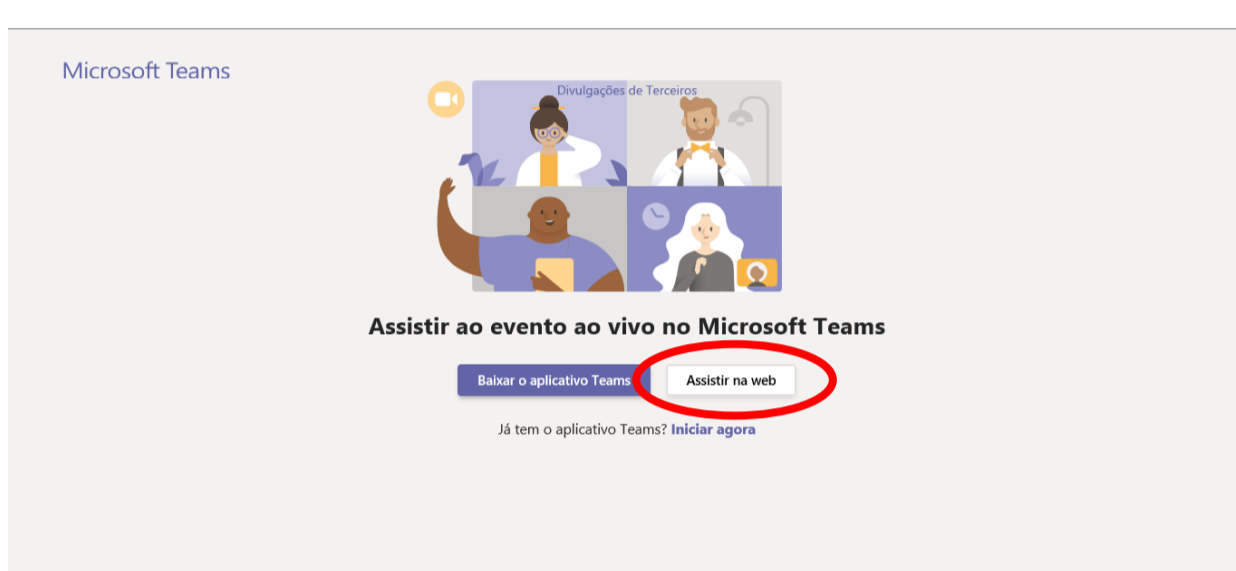 Microsoft Teams
Divulgações de Terceiros
Assistir ao evento ao vivo no Microsoft Teams
Baixar o aplicativo Teams
Assistir na web
Já tem o aplicativo Teams? Iniciar agora